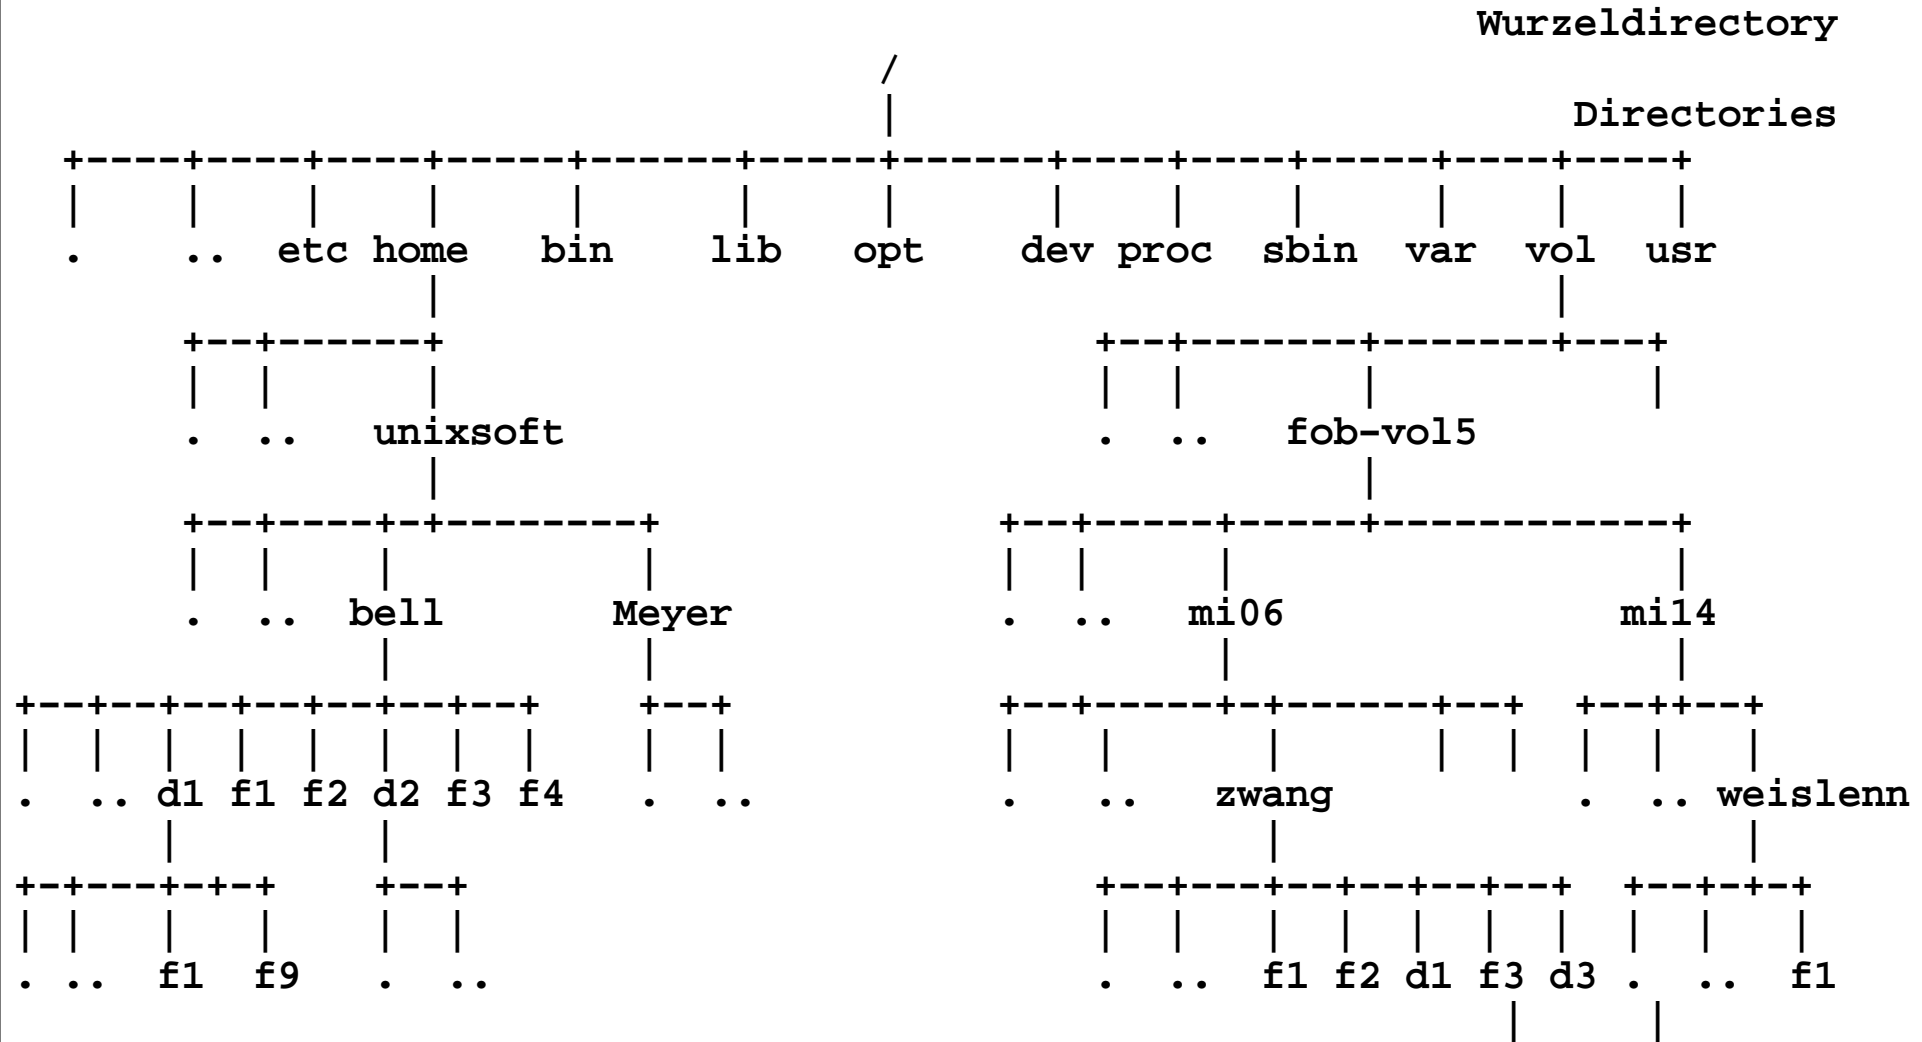 Wurzeldirectory
/
Directories
. .. etc home bin lib opt dev proc sbin var vol usr
. .. unixsoft . .. fob-vol5
. .. bell Meyer . .. mi06 mi14
. .. d1 f1 f2 d2 f3 f4 . .. . .. zwang . .. weislenn
. .. f1 f9 . .. . .. f1 f2 d1 f3 d3 . .. f1